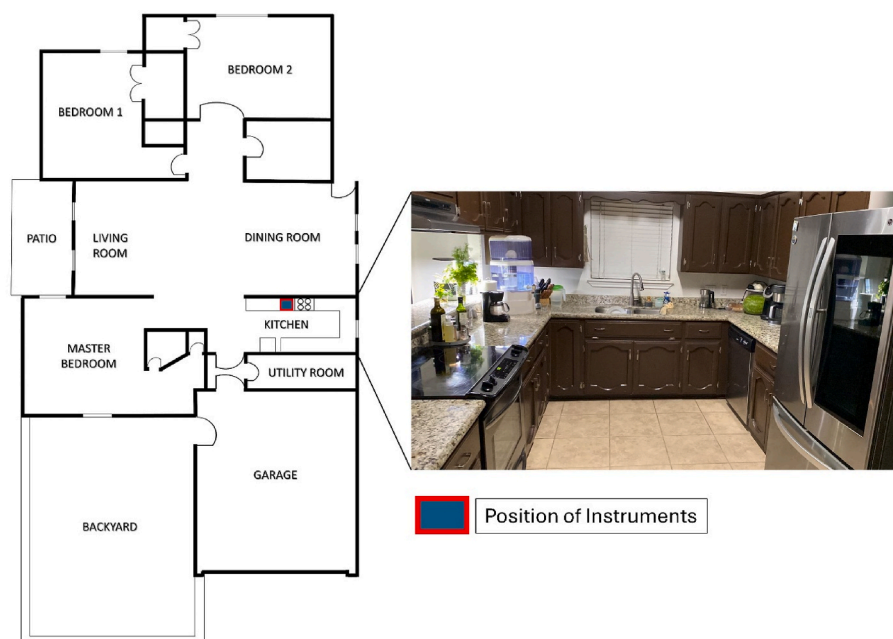 BEDROOM 2
BEDROOM 1
PATIO
LIVING
ROOM
DINING ROOM
KITCHEN
MASTER
BEDROOM
UTILITY ROOM
GARAGE
BACKYARD
Position of Instruments